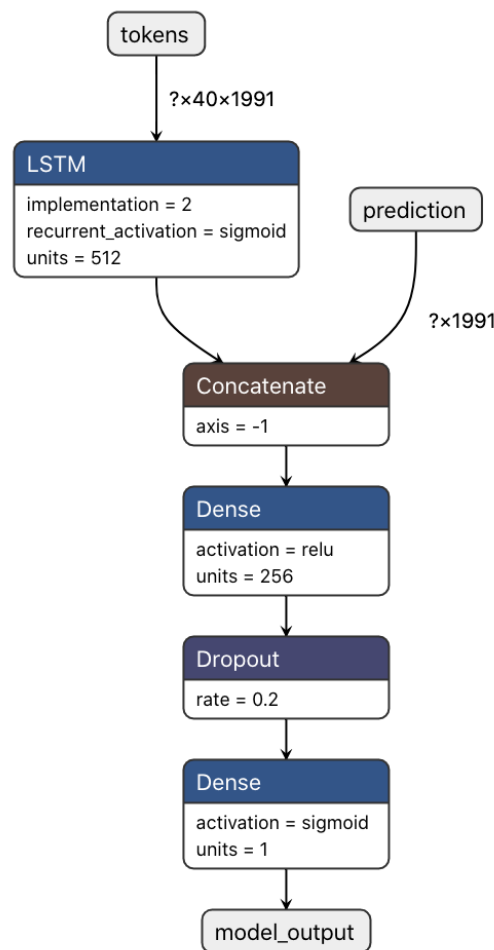 tokens
?×40×1991
LSTM
implementation = 2
recurrent_activation = sigmoid
units = 512
prediction
?×1991
Concatenate
axis = -1
Dense
activation = relu
units = 256
Dropout
rate = 0.2
Dense
activation = sigmoid
units = 1
model_output